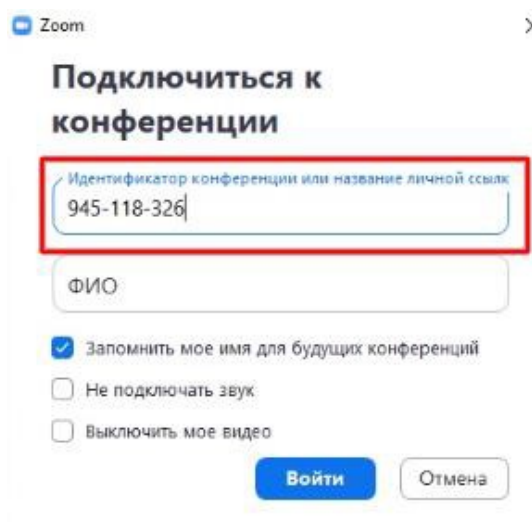 Zoom
Подключиться к
конференции
Идентификатор конференции или название личной ссылк
945-118-326
ФИО
Запомнить мое имя для будущих конференций
Не подключать звук
Выключить мое видео
Войти
Отмена